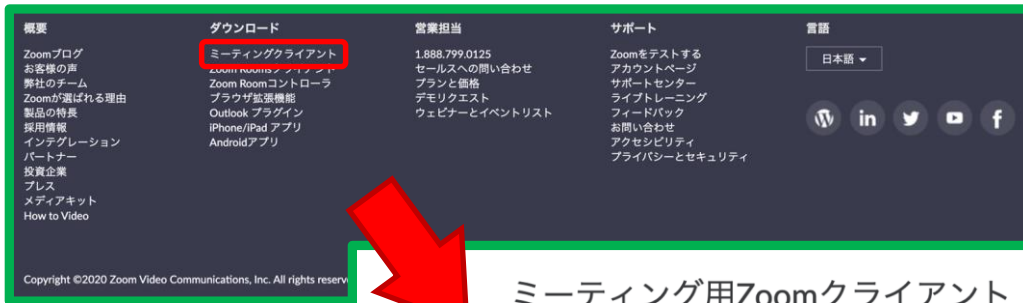 概要
Zoomブログ
お客様の声
弊社のチーム
Zoomが選ばれる理由
製品の特長
採用情報
インテグレーション
パートナー
投資企業
プレス
メディアキット
How to Video
ダウンロード
ミーティングクライアント
Zoom Roomsクライアント
Zoom Roomコントローラ
ブラウザ拡張機能
Outlook プラグイン
iPhone/iPad アプリ
Androidアプリ
営業担当
1.888.799.0125
セールスへの問い合わせ
プランと価格
デモリクエスト
ウェビナーとイベントリスト
サポート
Zoomをテストする
アカウントページ
サポートセンター
ライブトレーニング
フィードバック
お問い合わせ
アクセシビリティ
プライバシーとセキュリティ
言語
日本語
in
f
Copyright ©2020 Zoom Video Communications, Inc. All rights reserv
ミーティング用Zoomクライアント